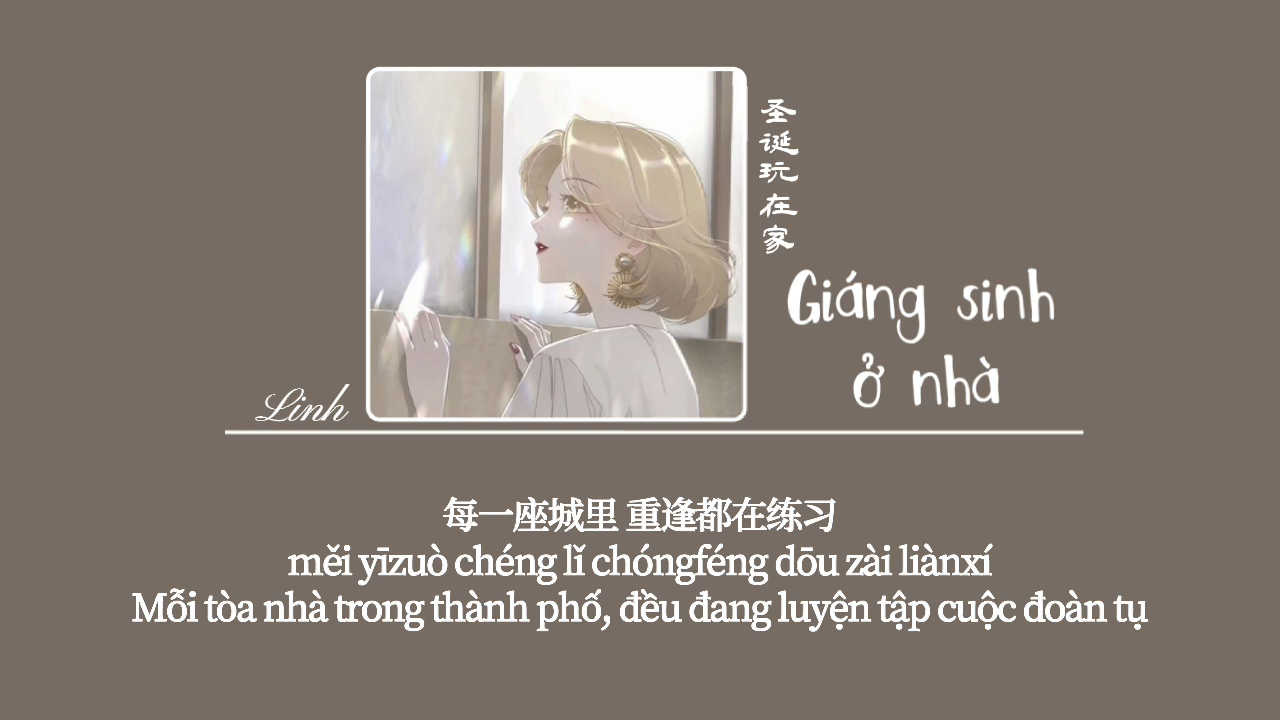 圣诞玩在家
Giáng sinh
ở nhà
Linh
每一座城里 重逢都在练习
měi yīzuò chéng lǐ chóngféng dōu zài liànxí
Mỗi tòa nhà trong thành phố, đều đang luyện tập cuộc đoàn tụ